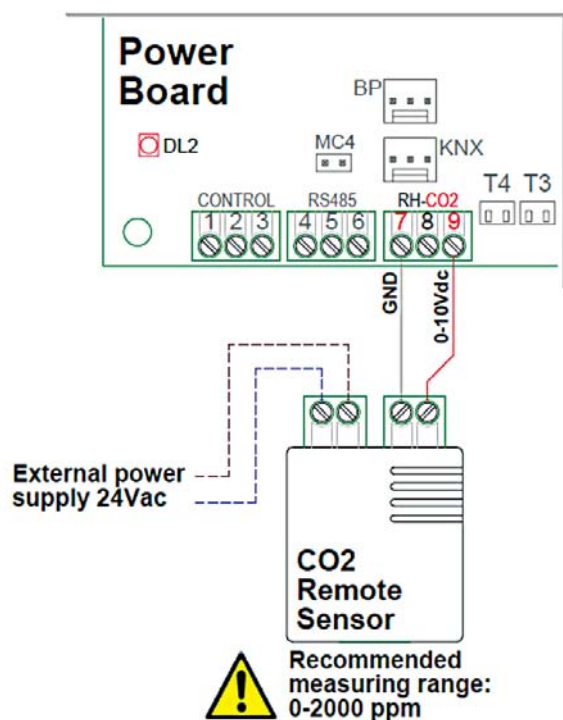 Power
Board
BP
DL2
MC4
KNX
T4 T3
CONTROL RS485 RH-CO2
1 2 3 4 5 6 7 8 9
GND
0-10Vdc
External power
supply 24Vac
CO2
Remote
Sensor
Recommended
measuring range:
0-2000 ppm